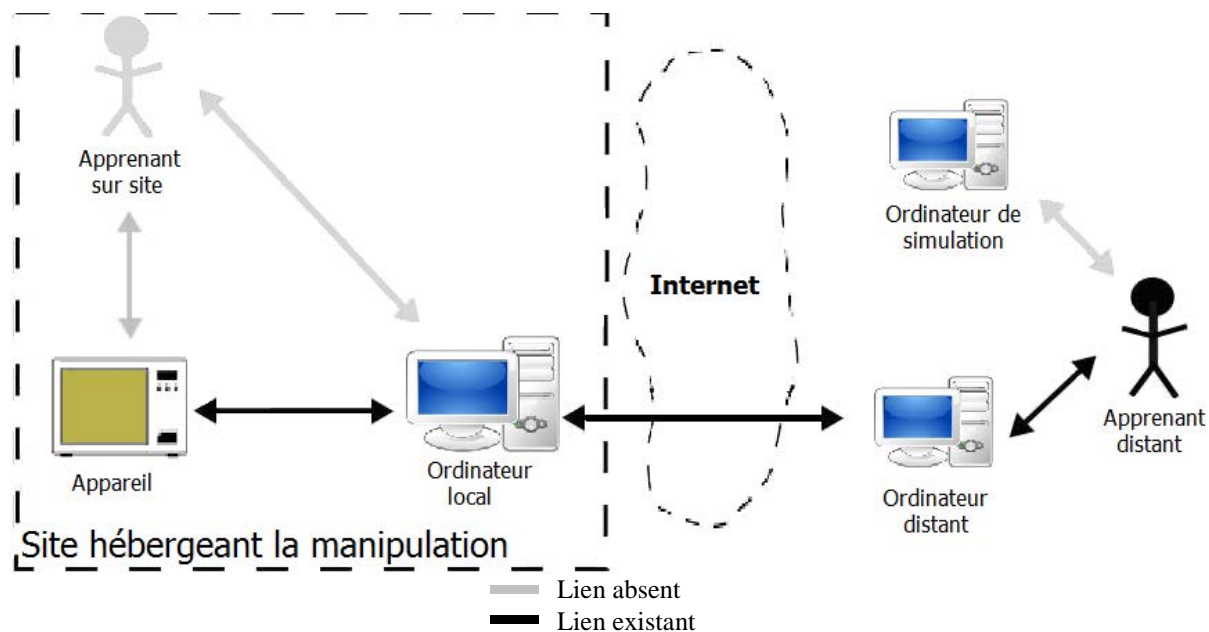 Apprenant
sur site
Ordinateur de
simulation
Internet
Apprenant
distant
Appareil
Ordinateur
local
Ordinateur
distant
Site hébergeant la manipulation
Lien absent
Lien existant